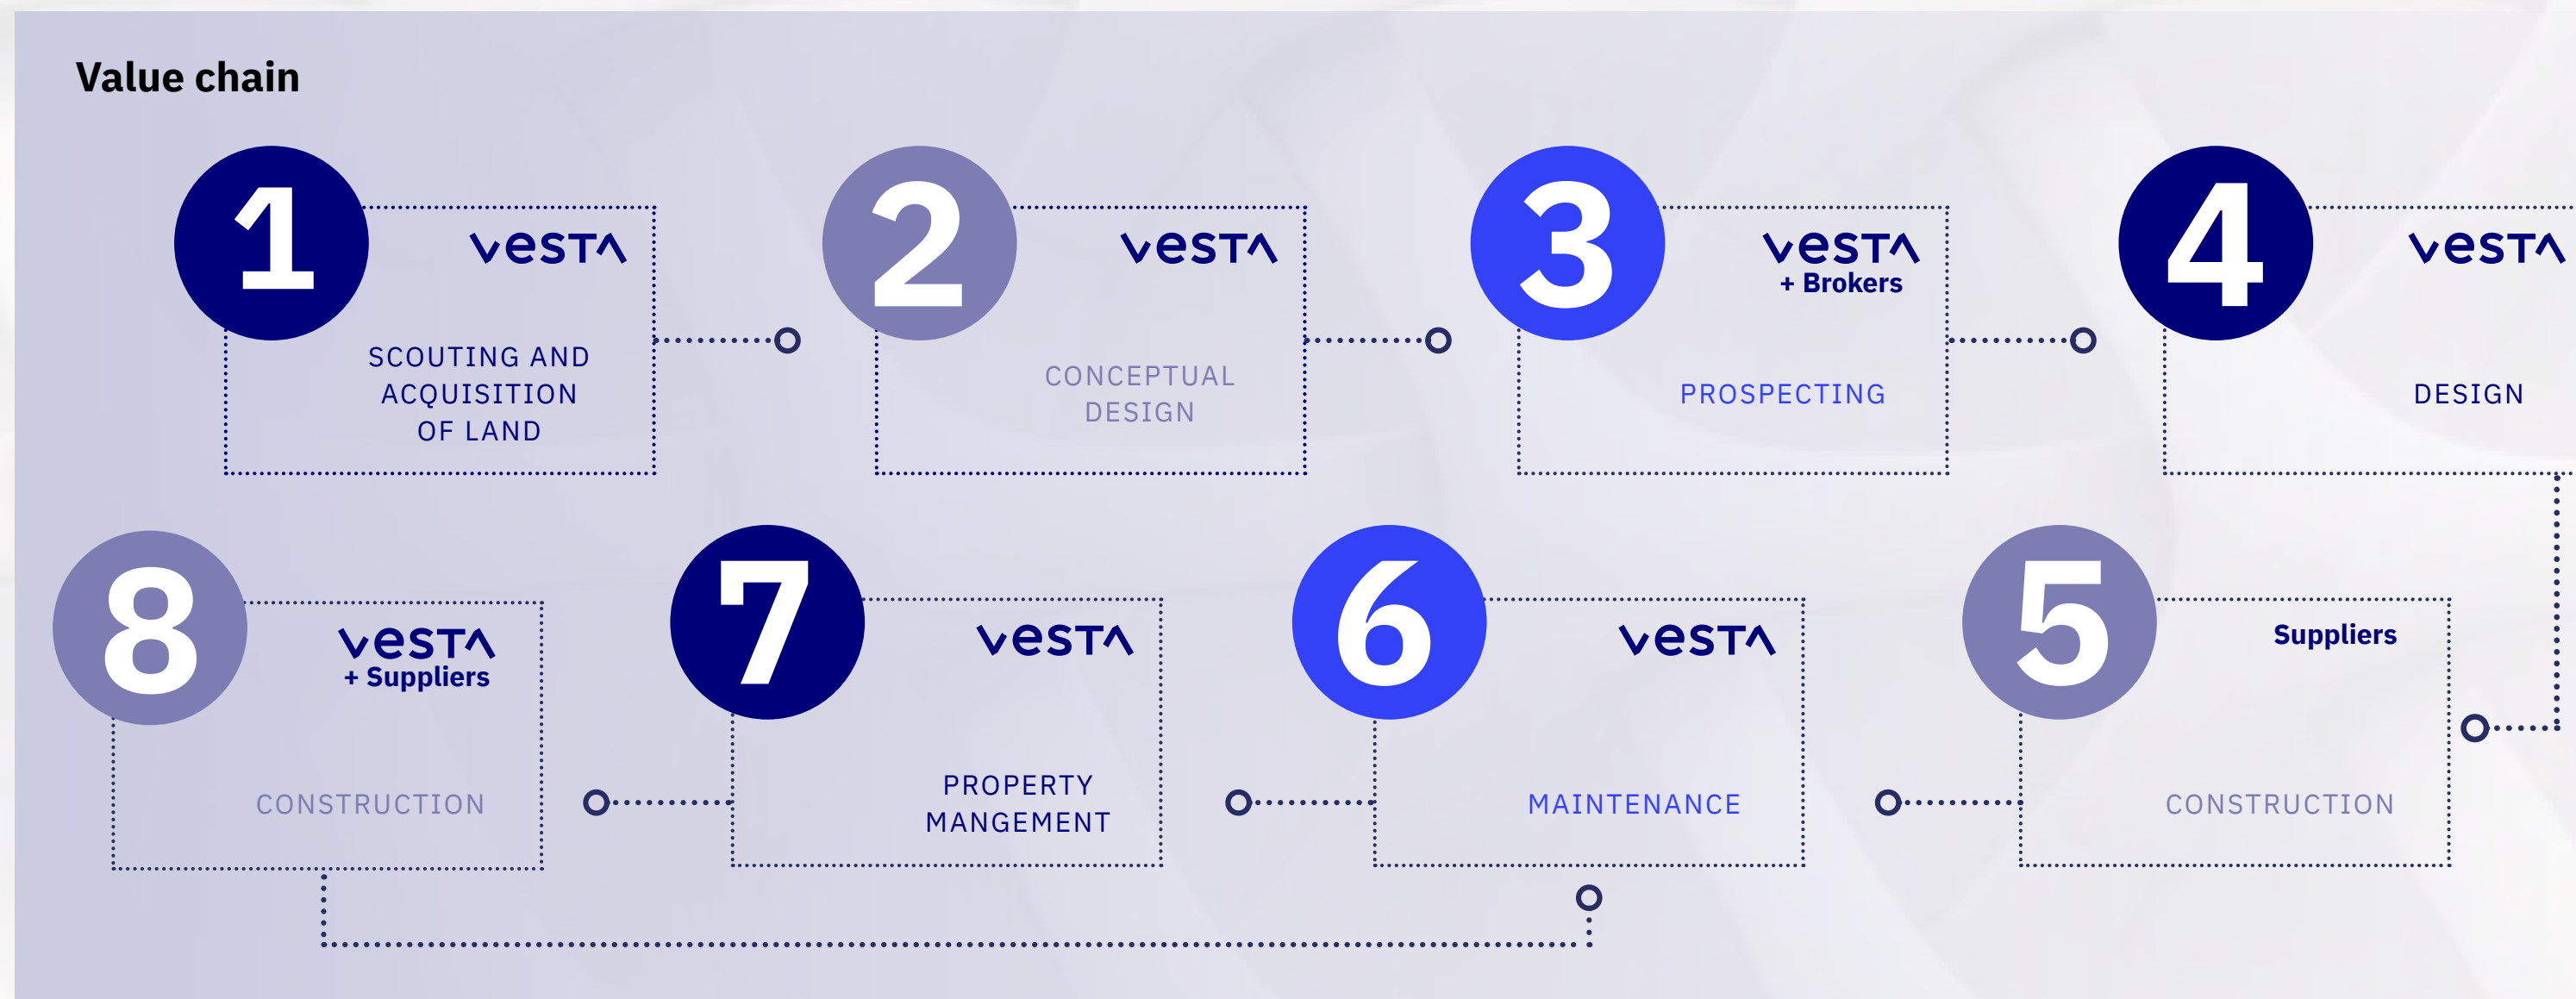 Value chain
1
VESTA
SCOUTING AND
ACQUISITION
OF LAND
2
VESTA
CONCEPTUAL
DESIGN
3
VESTA
+ Brokers
PROSPECTING
4
VESTA
DESIGN
8
VESTA
+ Suppliers
CONSTRUCTION
7
VESTA
PROPERTY
MANGEMENT
6
VESTA
MAINTENANCE
5
Suppliers
CONSTRUCTION